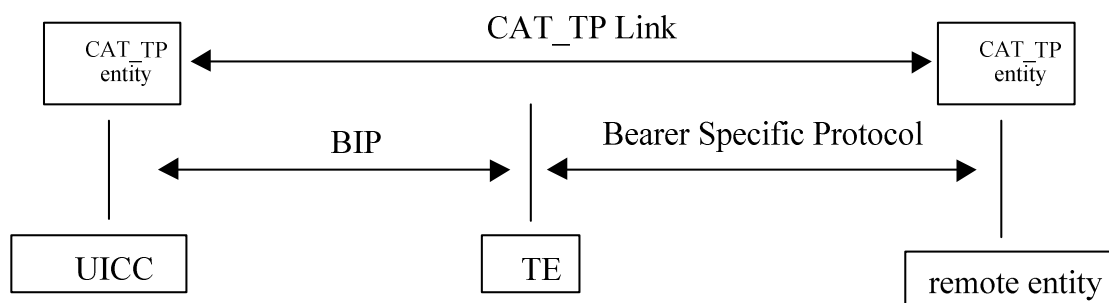 CAT_TP Link
CAT_TP
entity
CAT_TP
entity
BIP
Bearer Specific Protocol
UICC
TE
remote entity